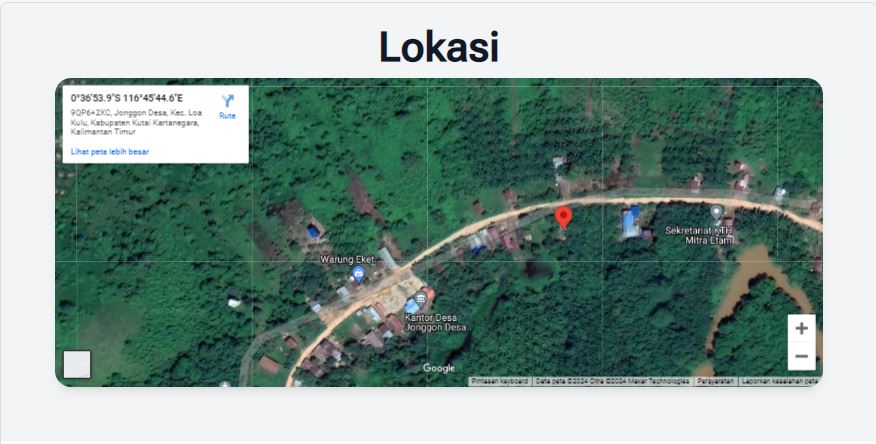 Lokasi
0°36'53.9"S 116°45'44.6"E
9QP6+2XC, Jonggon Desa, Kec. Loa
Kulu, Kabupaten Kutai Kartanegara,
Kalimantan Timur
Rute
Lihat peta lebih besar
Sekretariat KTH
Mitra Etam
Warung Eket
Kantor Desa
Jonggon Desa
Google
Pintasan keyboard
Data peta ©2024 Citra ©2024 Maxar Technologies
Persyaratan
Laporkan kesalahan peta